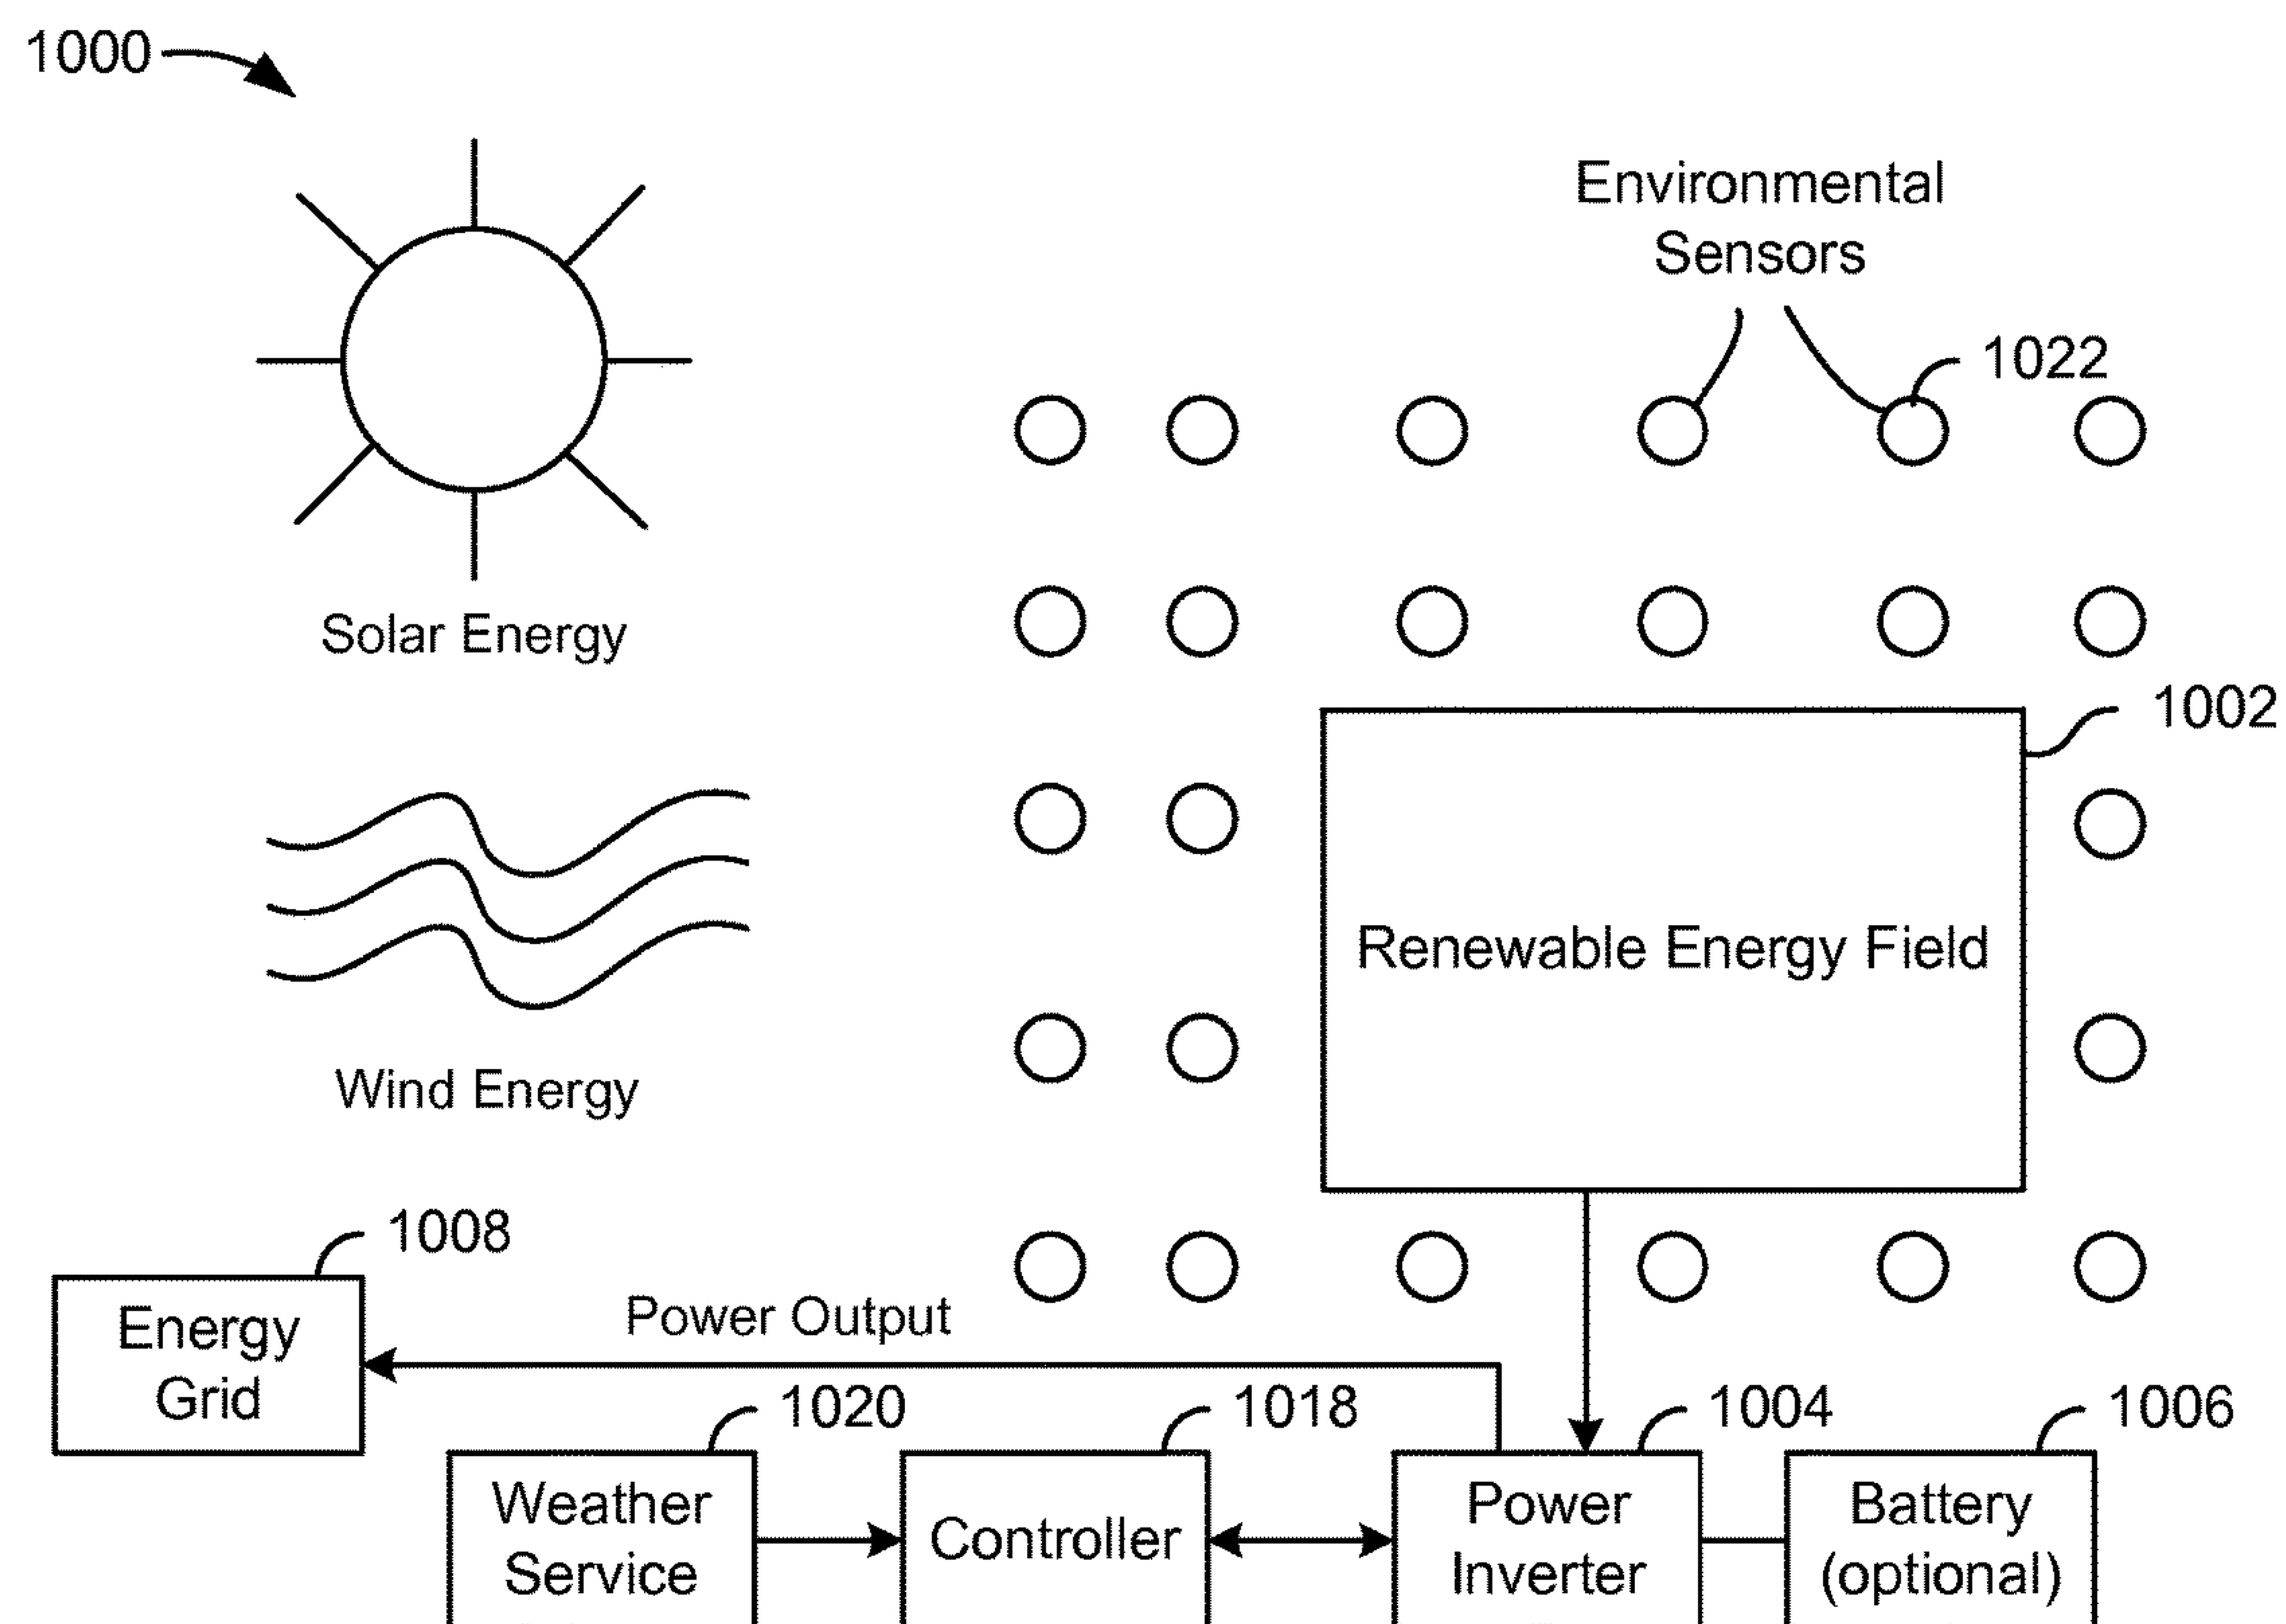 1000
Environmental
Sensors
1022
Solar Energy
1002
Renewable Energy Field
Wind Energy
1008
Energy
Grid
Power Output
1020
1018
1004
1006
Weather
Service
Controller
Power
Inverter
Battery
(optional)